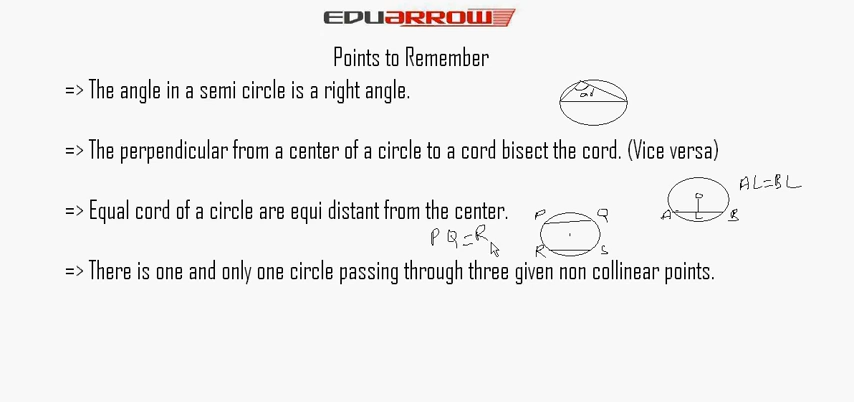 EDUARROW
Points to Remember
=> The angle in a semi circle is a right angle.
=> The perpendicular from a center of a circle to a cord bisect the cord. (Vice versa)
O
A L B
AL=BL
=> Equal cord of a circle are equi distant from the center.
P Q
R S
PQ=R
=> There is one and only one circle passing through three given non collinear points.